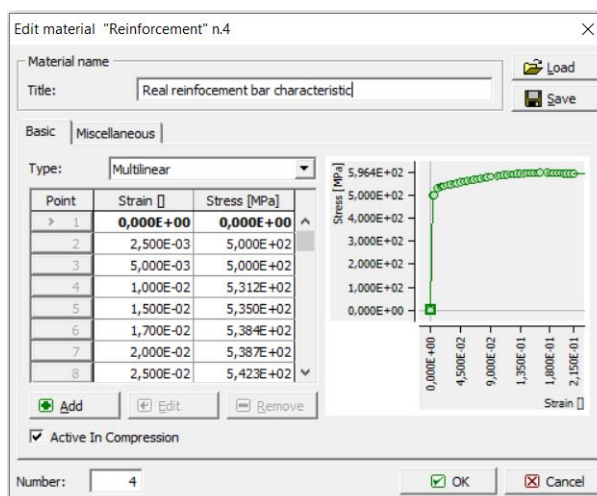 Edit material "Reinforcement" n.4
Material name
Title: Real reinfocement bar characteristic
Load
Save
Basic Miscellaneous
Type: Multilinear
Point Strain [] Stress [MPa]
> 1 0,000E+00 0,000E+00
2 2,500E-03 5,000E+02
3 5,000E-03 5,000E+02
4 1,000E-02 5,312E+02
5 1,500E-02 5,350E+02
6 1,700E-02 5,384E+02
7 2,000E-02 5,387E+02
8 2,500E-02 5,423E+02
Add Edit Remove
Active In Compression
Stress [MPa]
5,964E+02
5,000E+02
4,000E+02
3,000E+02
2,000E+02
1,000E+02
0,000E+00
0,000E+00
4,500E-02
9,000E-02
1,350E-01
1,800E-01
2,150E-01
Strain []
Number: 4
OK Cancel